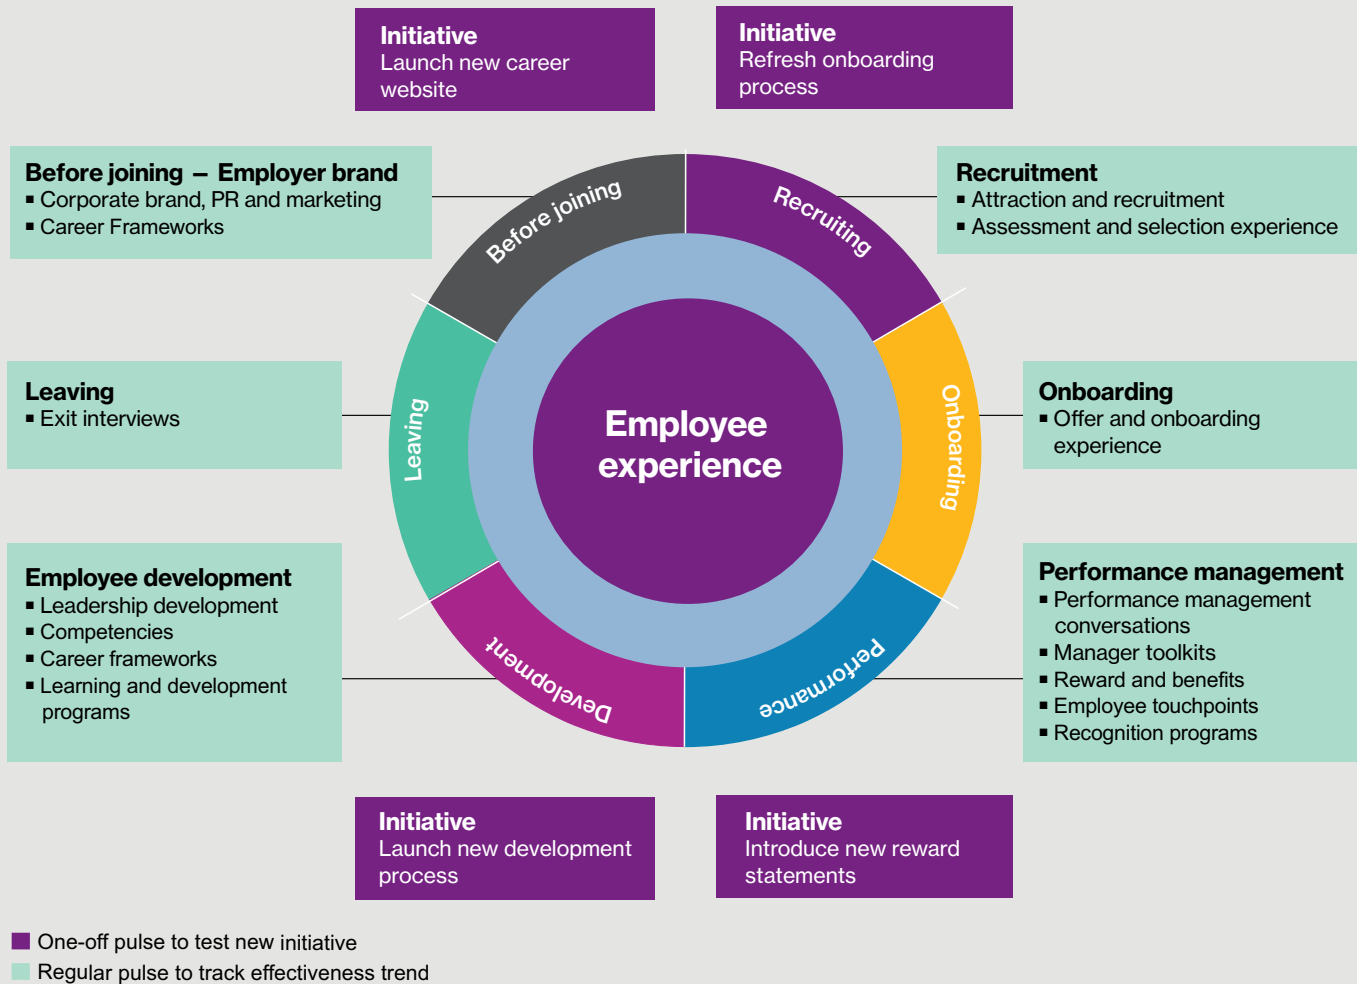 Initiative
Launch new career
website
Initiative
Refresh onboarding
process
Before joining – Employer brand
▪ Corporate brand, PR and marketing
▪ Career Frameworks
Recruitment
▪ Attraction and recruitment
▪ Assessment and selection experience
Before joining
Recruiting
Leaving
▪ Exit interviews
Leaving
Employee
experience
Onboarding
Onboarding
▪ Offer and onboarding
experience
Employee development
▪ Leadership development
▪ Competencies
▪ Career frameworks
▪ Learning and development
programs
Development
Performance
Performance management
▪ Performance management
conversations
▪ Manager toolkits
▪ Reward and benefits
▪ Employee touchpoints
▪ Recognition programs
Initiative
Launch new development
process
Initiative
Introduce new reward
statements
One-off pulse to test new initiative
Regular pulse to track effectiveness trend